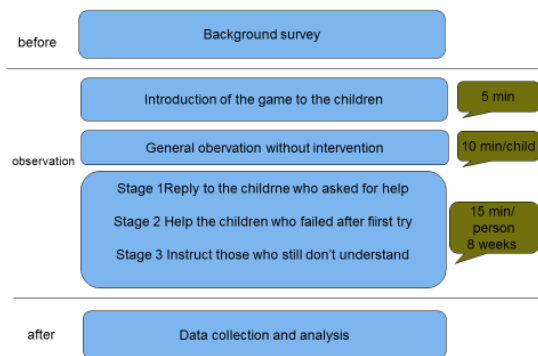 before
Background survey
Introduction of the game to the children
5 min
observation
General obervation without intervention
10 min/child
Stage 1Reply to the childrne who asked for help
Stage 2 Help the children who failed after fiirst try
Stage 3 Instruct those who still don't understand
15 min/
person
8 weeks
after
Data collection and analysis